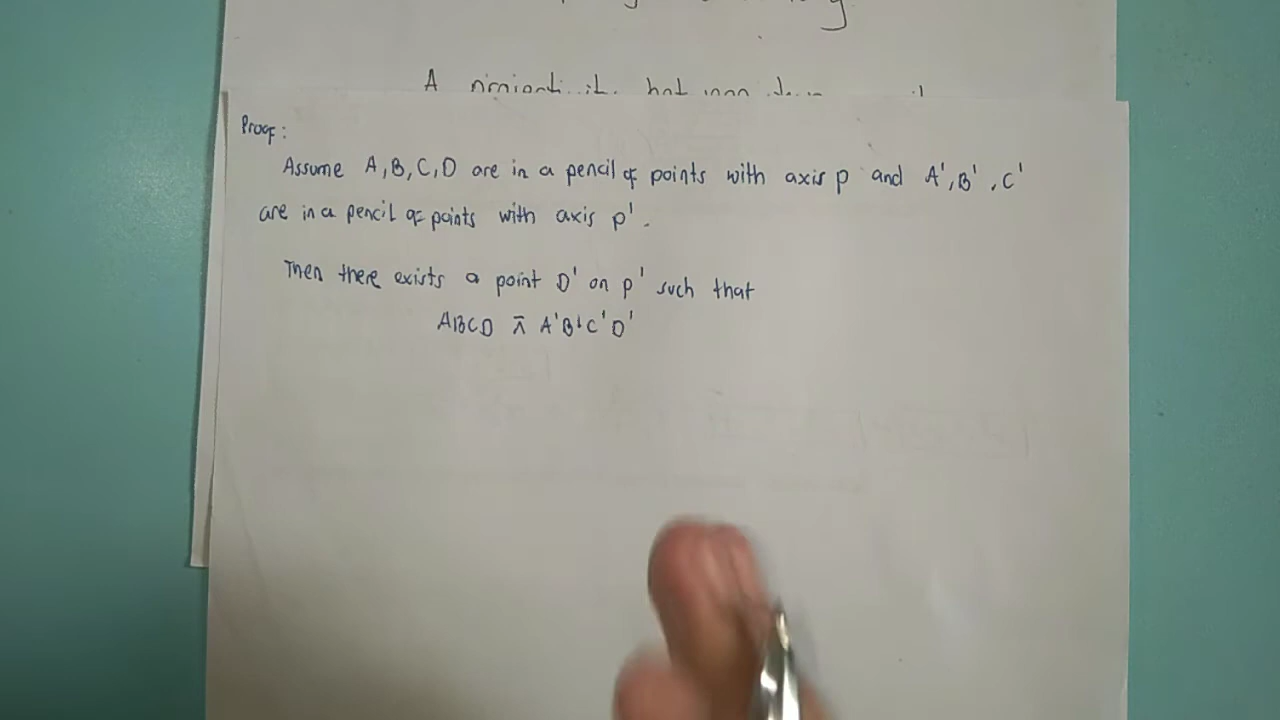 A
Proof:
Assume A,B,C,D are in a pencil of points with axis p and A',B',C'
are in a pencil of points with axis p'.
Then there exists a point D' on p' such that
ABCD ⊼ A'B'C'D'